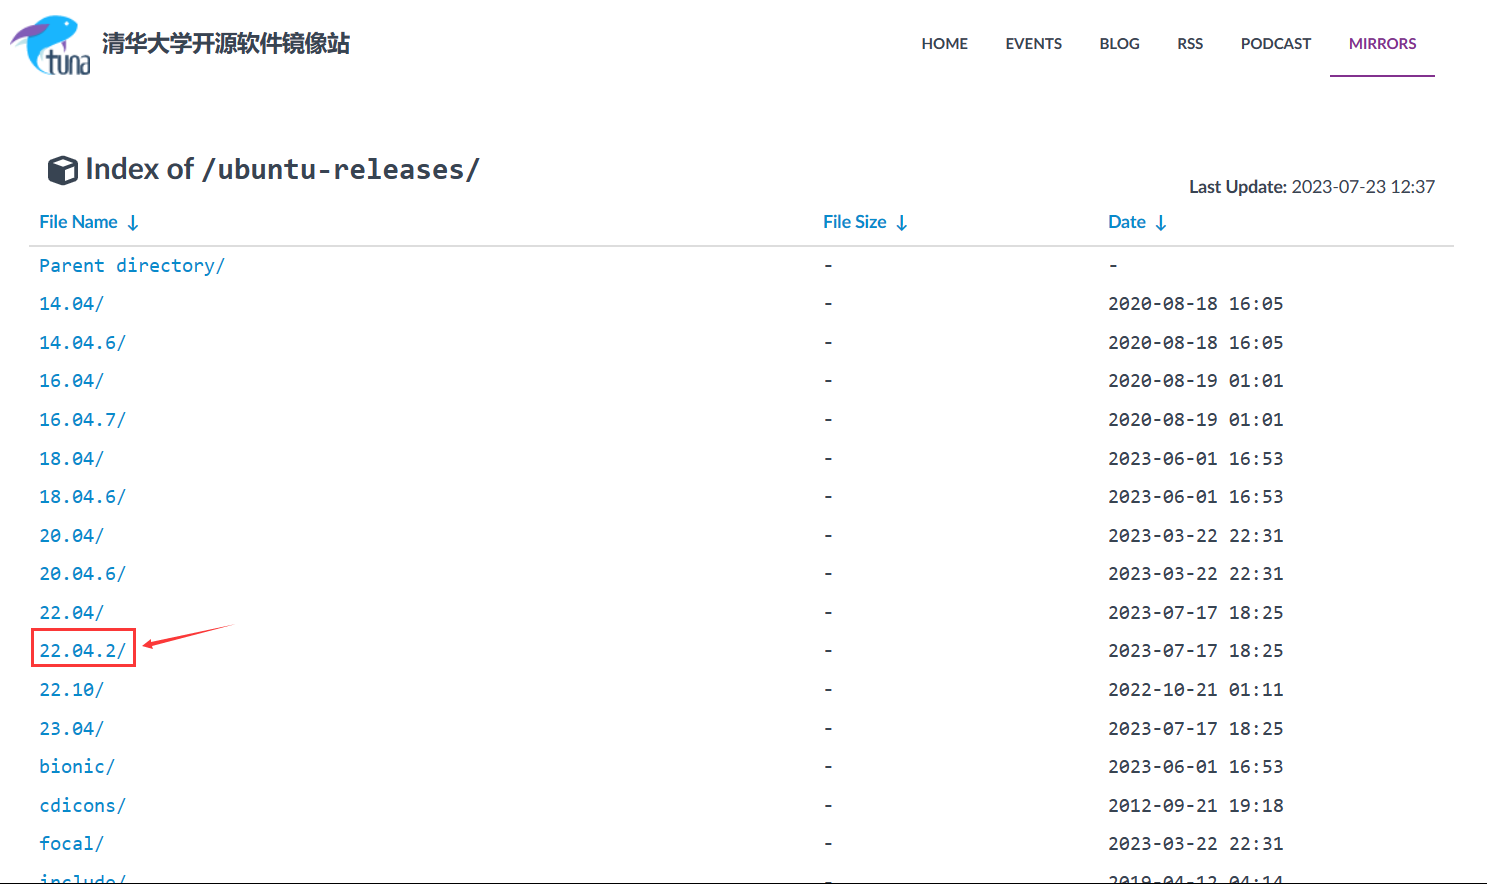 tuna
清华大学开源软件镜像站
HOME EVENTS BLOG RSS PODCAST MIRRORS
Index of /ubuntu-releases/
Last Update: 2023-07-23 12:37
File Name ↓ File Size ↓ Date ↓
Parent directory/ - -
14.04/ - 2020-08-18 16:05
14.04.6/ - 2020-08-18 16:05
16.04/ - 2020-08-19 01:01
16.04.7/ - 2020-08-19 01:01
18.04/ - 2023-06-01 16:53
18.04.6/ - 2023-06-01 16:53
20.04/ - 2023-03-22 22:31
20.04.6/ - 2023-03-22 22:31
22.04/ - 2023-07-17 18:25
22.04.2/ - 2023-07-17 18:25
22.10/ - 2022-10-21 01:11
23.04/ - 2023-07-17 18:25
bionic/ - 2023-06-01 16:53
cdicons/ - 2012-09-21 19:18
focal/ - 2023-03-22 22:31
include/ - 2019-04-12 04:14